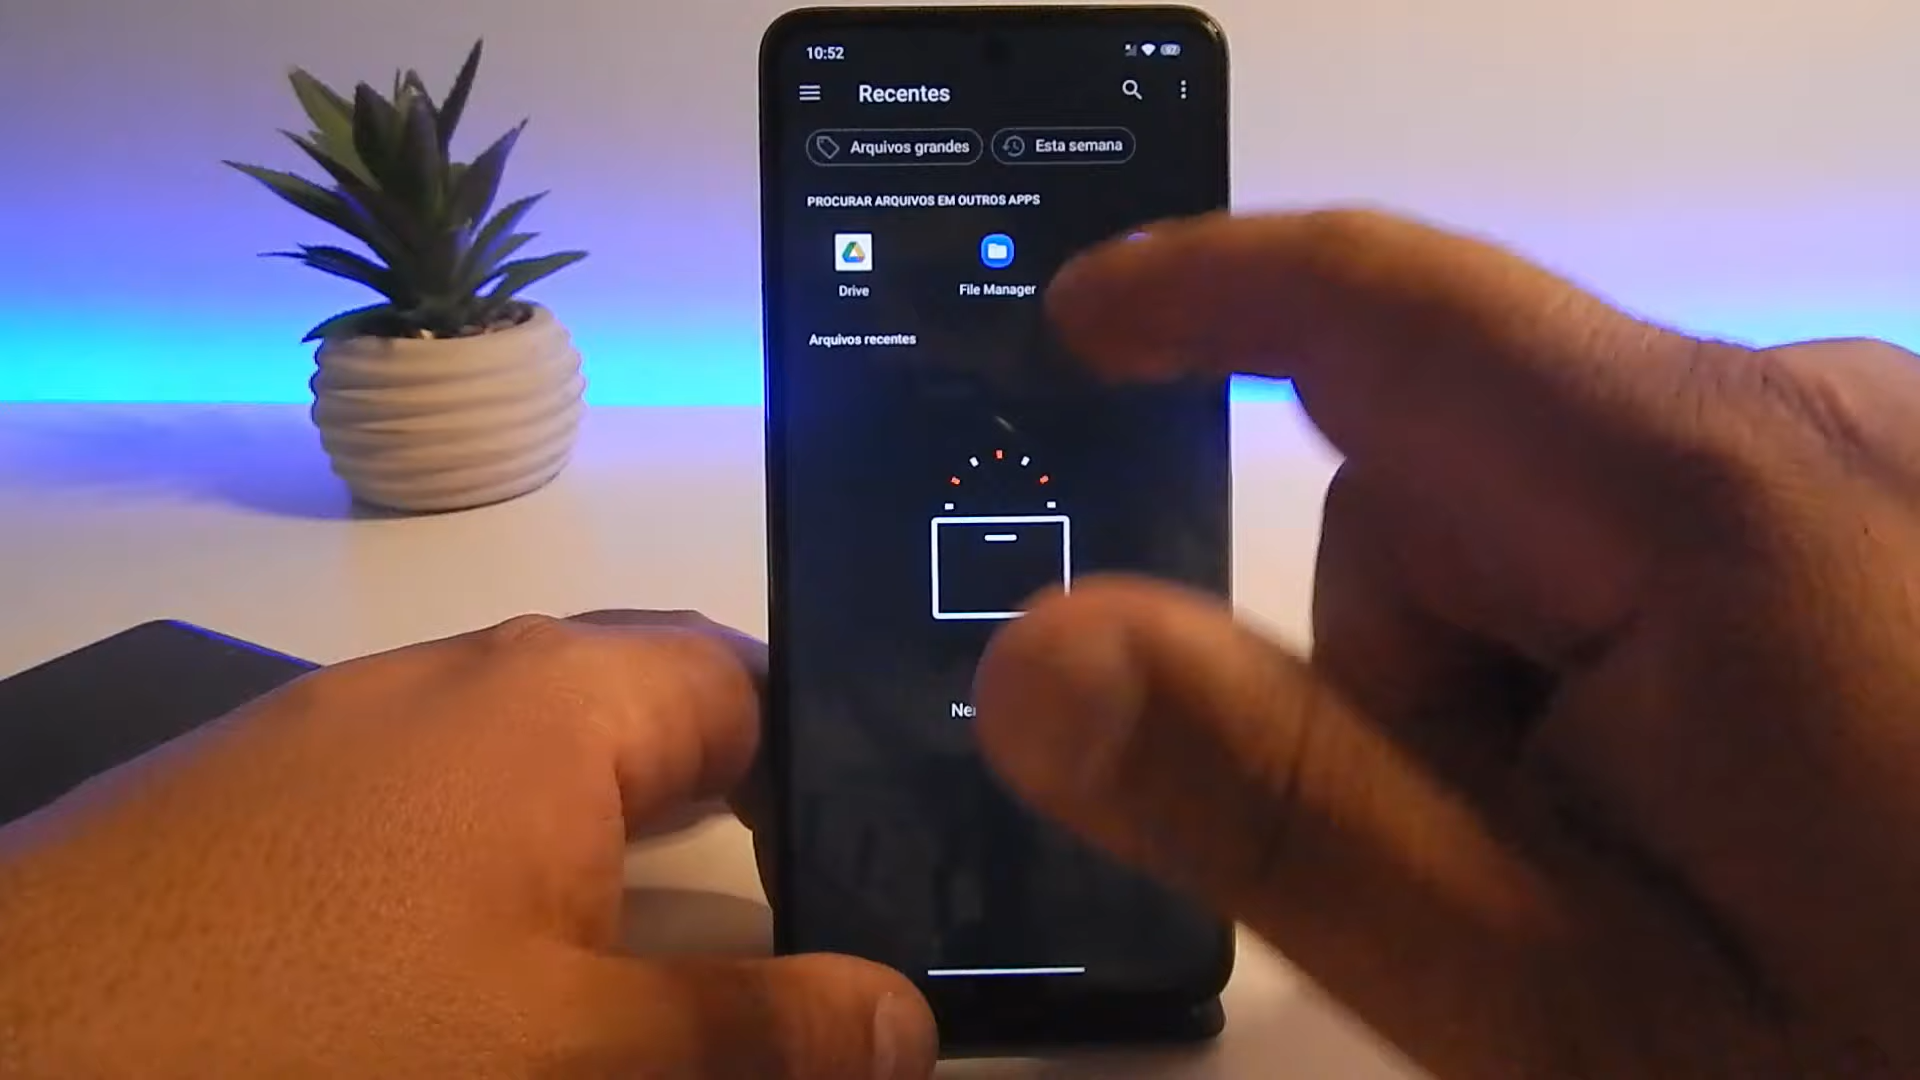 10:52
Recentes
Arquivos grandes
Esta semana
PROCURAR ARQUIVOS EM OUTROS APPS
Drive
File Manager
Arquivos recentes